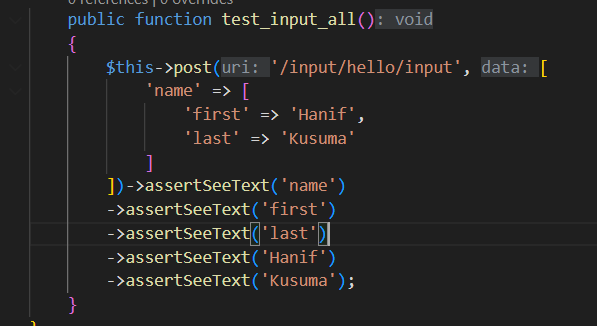 0 references | 0 overrides
public function test_input_all(): void
{
$this->post(uri: '/input/hello/input', data: [
'name' => [
'first' => 'Hanif',
'last' => 'Kusuma'
]
])->assertSeeText('name')
->assertSeeText('first')
->assertSeeText('last')
->assertSeeText('Hanif')
->assertSeeText('Kusuma');
}
}